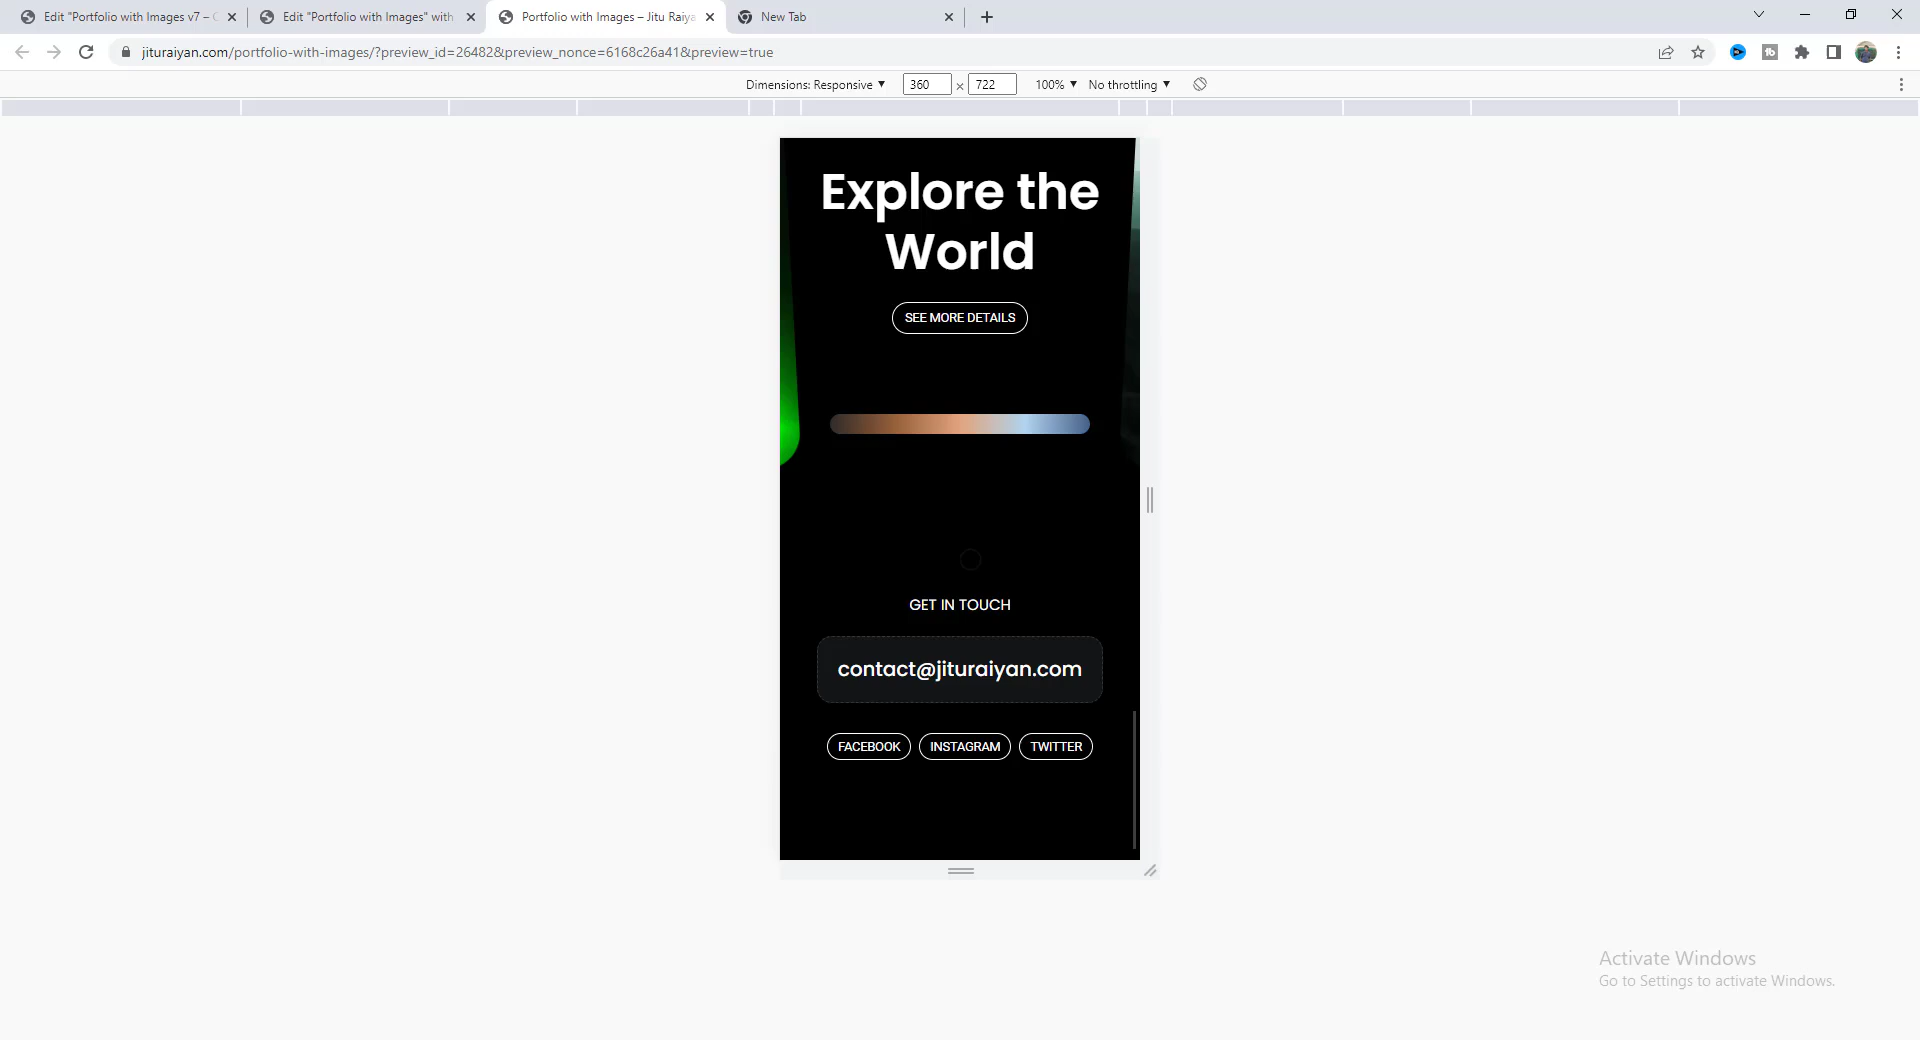 Edit "Portfolio with Images v7 –
Edit "Portfolio with Images" with
Portfolio with Images – Jitu Raiya
New Tab
jituraiyan.com/portfolio-with-images/?preview_id=26482&preview_nonce=6168c26a41&preview=true
Dimensions: Responsive ▼ 360 × 722 100% ▼ No throttling ▼
Explore the
World
SEE MORE DETAILS
GET IN TOUCH
contact@jituraiyan.com
FACEBOOK INSTAGRAM TWITTER
Activate Windows
Go to Settings to activate Windows.